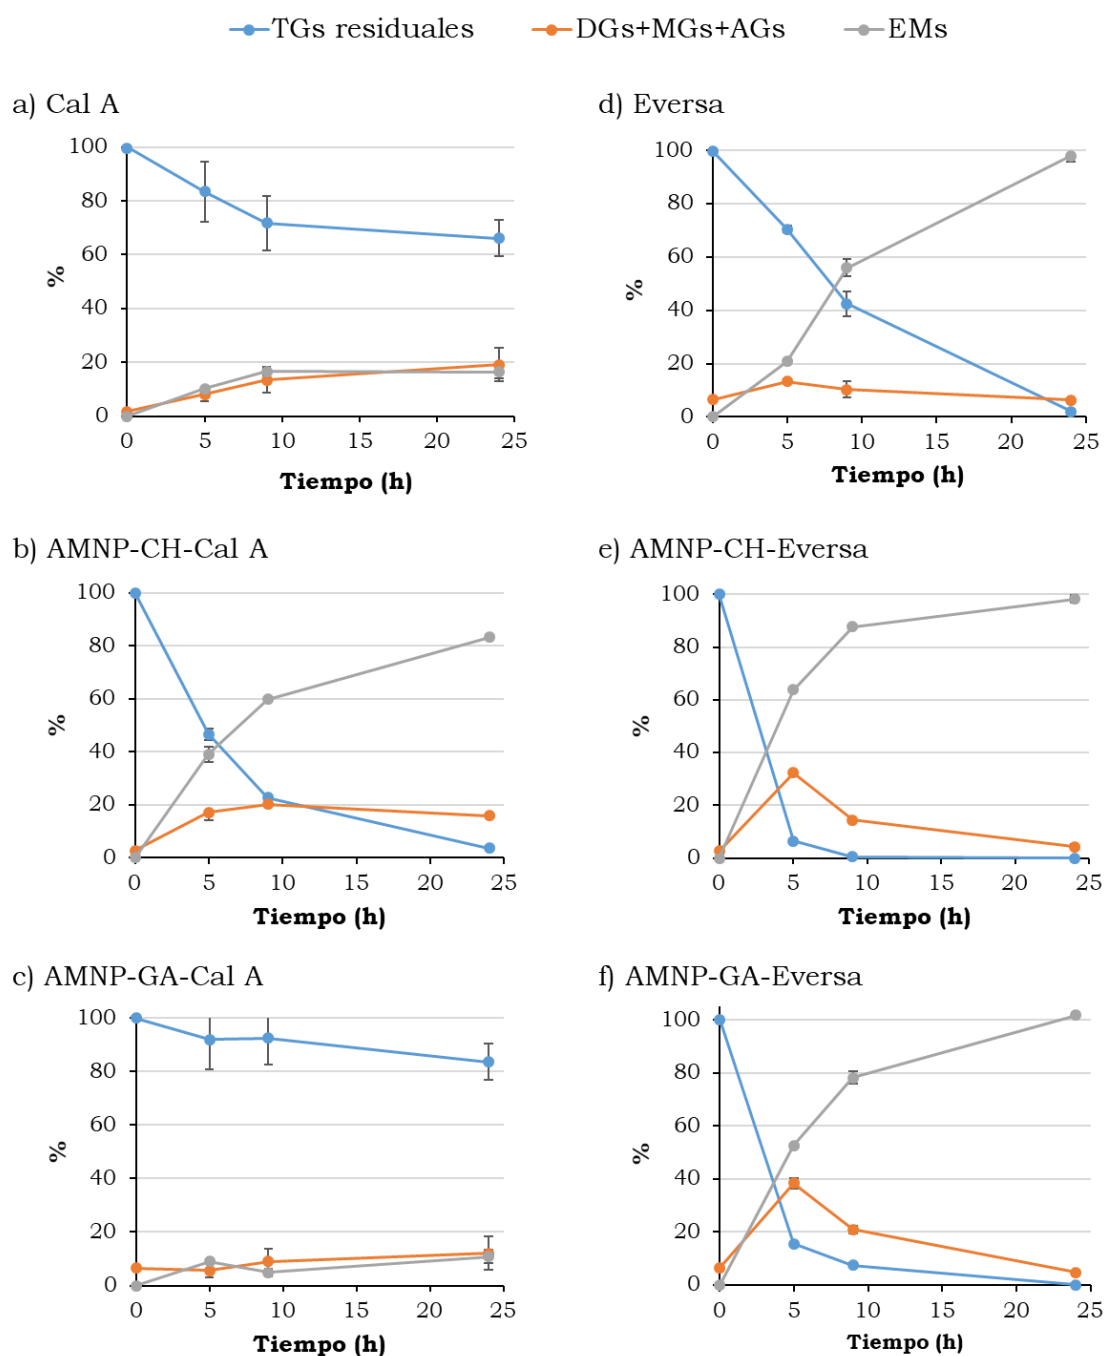 TGs residuales DGs+MGs+AGs EMs
a) Cal A
100
80
60
40
20
0
%
0 5 10 15 20 25
Tiempo (h)
d) Eversa
100
80
60
40
20
0
%
0 5 10 15 20 25
Tiempo (h)
b) AMNP-CH-Cal A
100
80
60
40
20
0
%
0 5 10 15 20 25
Tiempo (h)
e) AMNP-CH-Eversa
100
80
60
40
20
0
%
0 5 10 15 20 25
Tiempo (h)
c) AMNP-GA-Cal A
100
80
60
40
20
0
%
0 5 10 15 20 25
Tiempo (h)
f) AMNP-GA-Eversa
100
80
60
40
20
0
%
0 5 10 15 20 25
Tiempo (h)